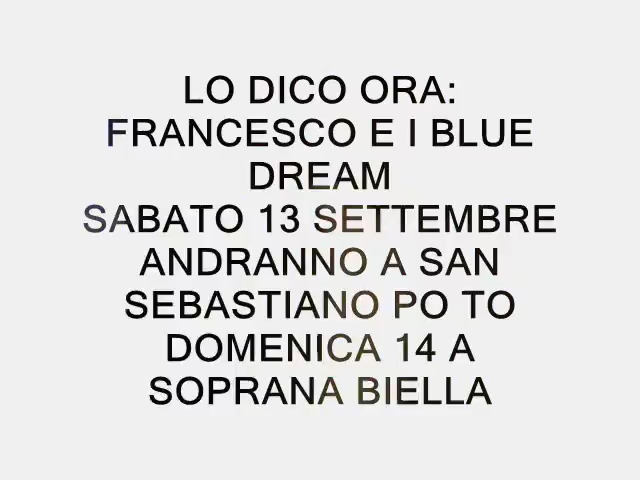 LO DICO ORA:
FRANCESCO E I BLUE
DREAM
SABATO 13 SETTEMBRE
ANDRANNO A SAN
SEBASTIANO PO TO
DOMENICA 14 A
SOPRANA BIELLA